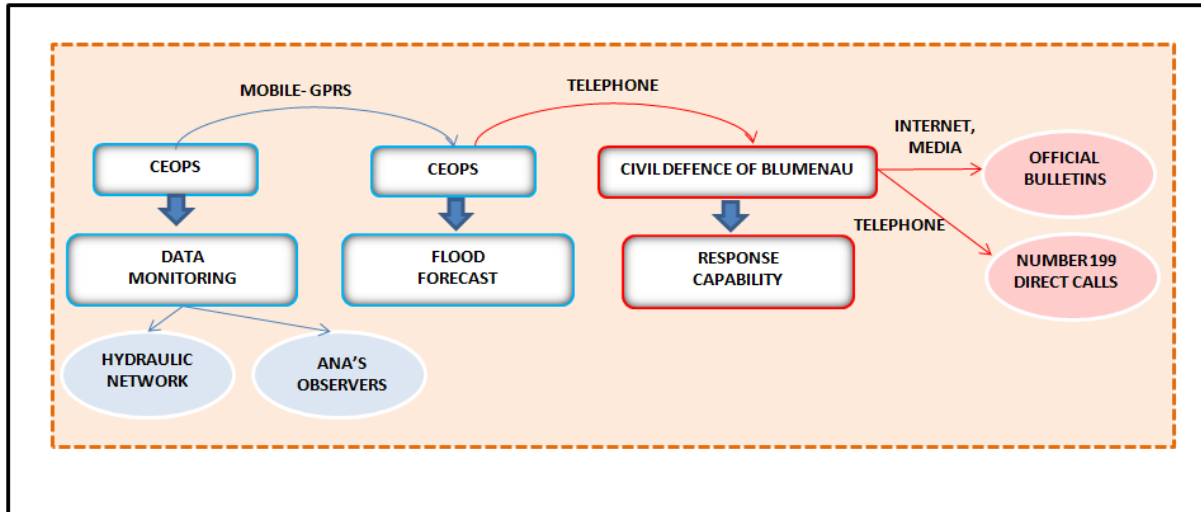 MOBILE- GPRS
TELEPHONE
INTERNET,
MEDIA
CEOPS
CEOPS
CIVIL DEFENCE OF BLUMENAU
OFFICIAL
BULLETINS
TELEPHONE
DATA
MONITORING
FLOOD
FORECAST
RESPONSE
CAPABILITY
NUMBER 199
DIRECT CALLS
HYDRAULIC
NETWORK
ANA'S
OBSERVERS